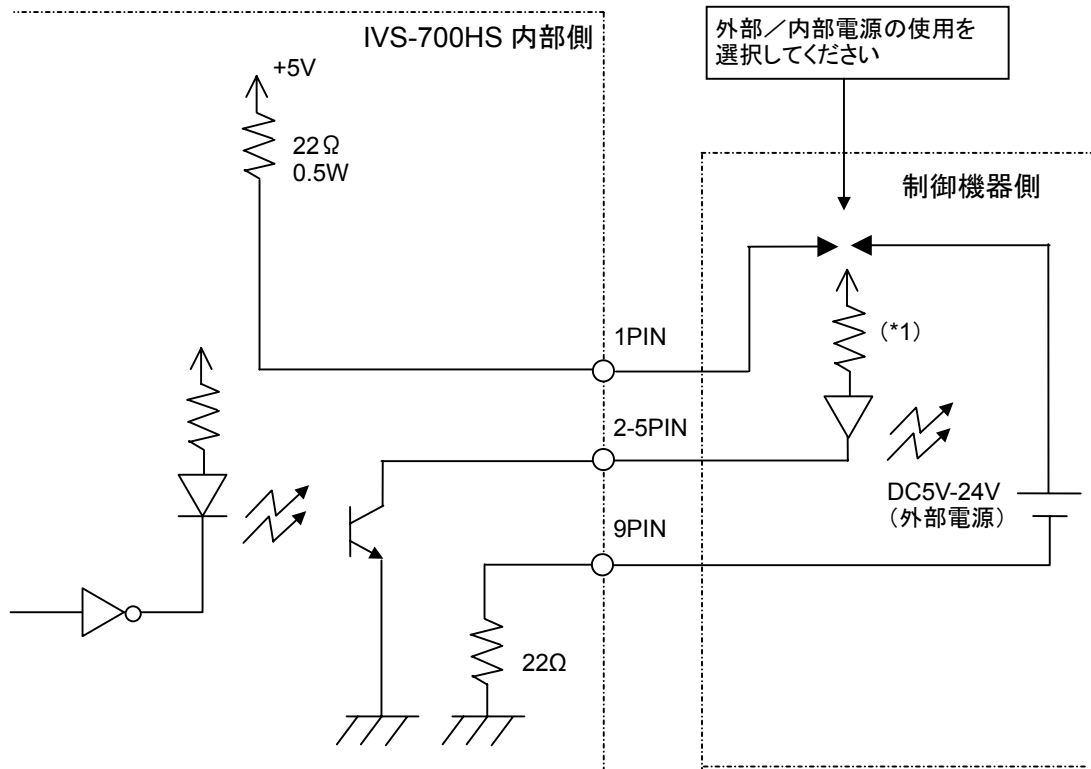 IVS-700HS 内部側
外部／内部電源の使用を
選択してください
+5V
22Ω
0.5W
制御機器側
1PIN
(*1)
2-5PIN
DC5V-24V
（外部電源）
9PIN
22Ω